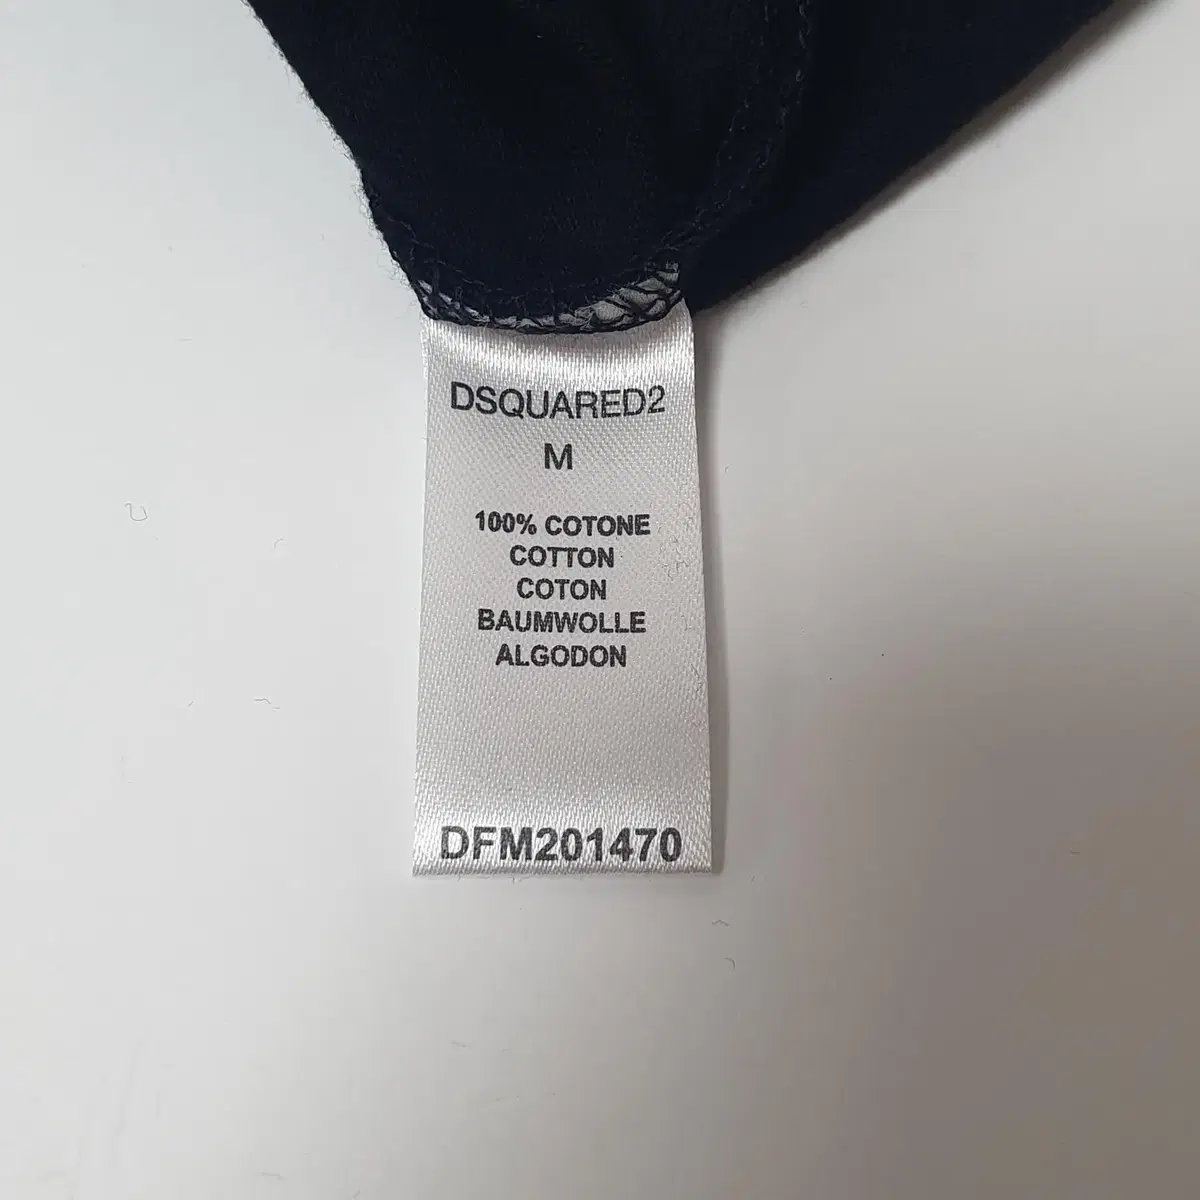 DSQUARED2
M
100% COTONE
COTTON
COTON
BAUMWOLLE
ALGODON
DFM201470